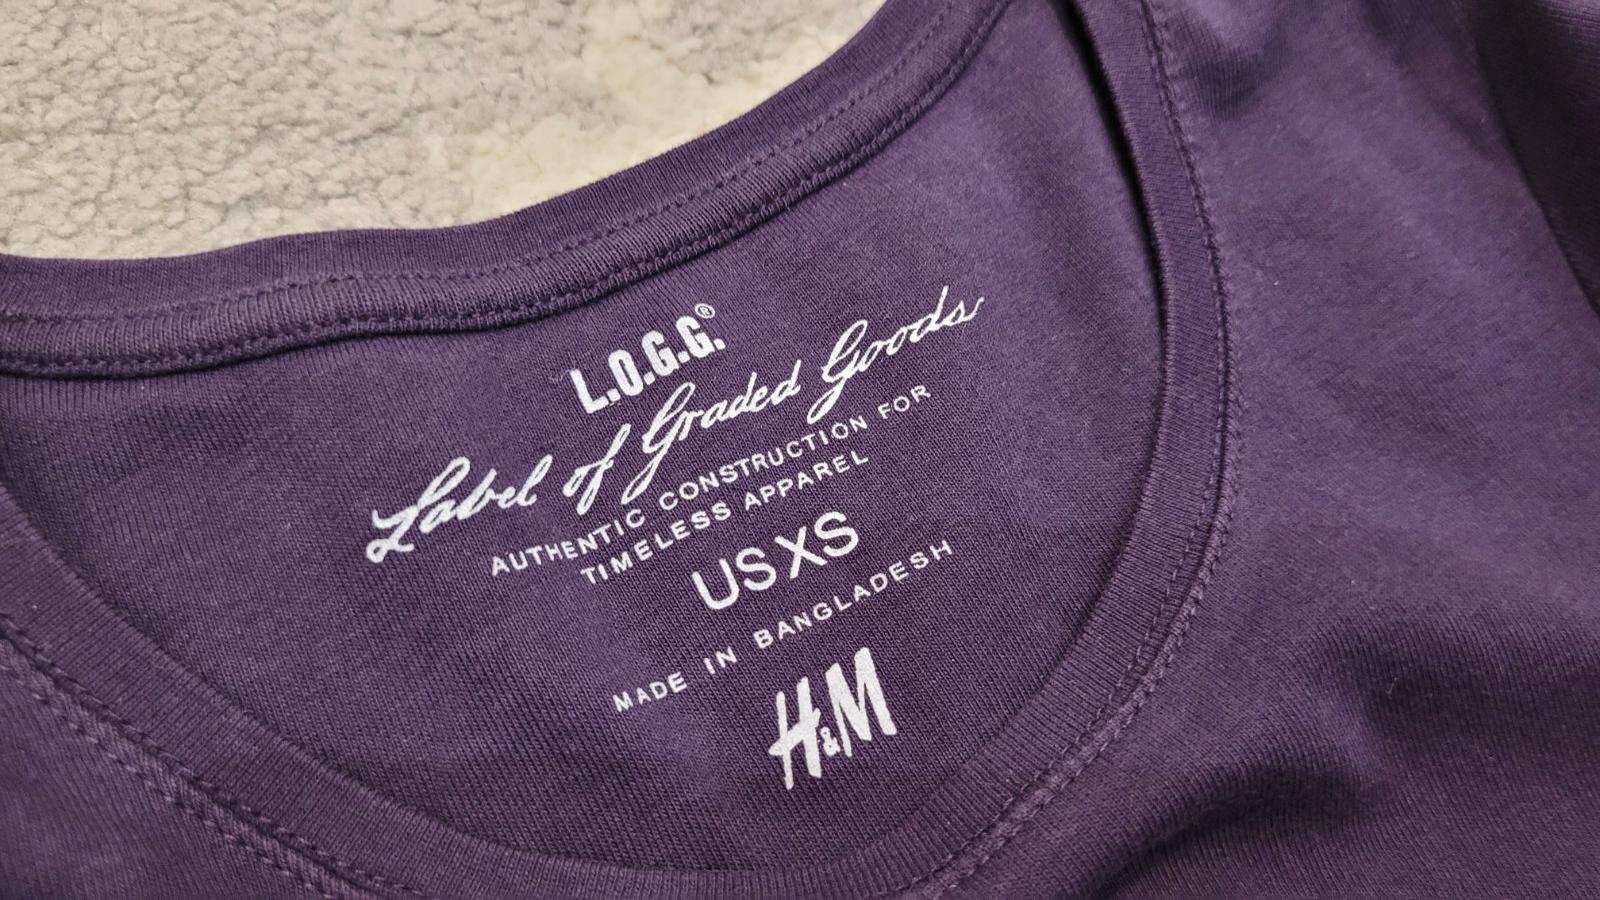 L.O.G.G.®
Label of Graded Goods
AUTHENTIC CONSTRUCTION FOR
TIMELESS APPAREL
US XS
MADE IN BANGLADESH
H&M